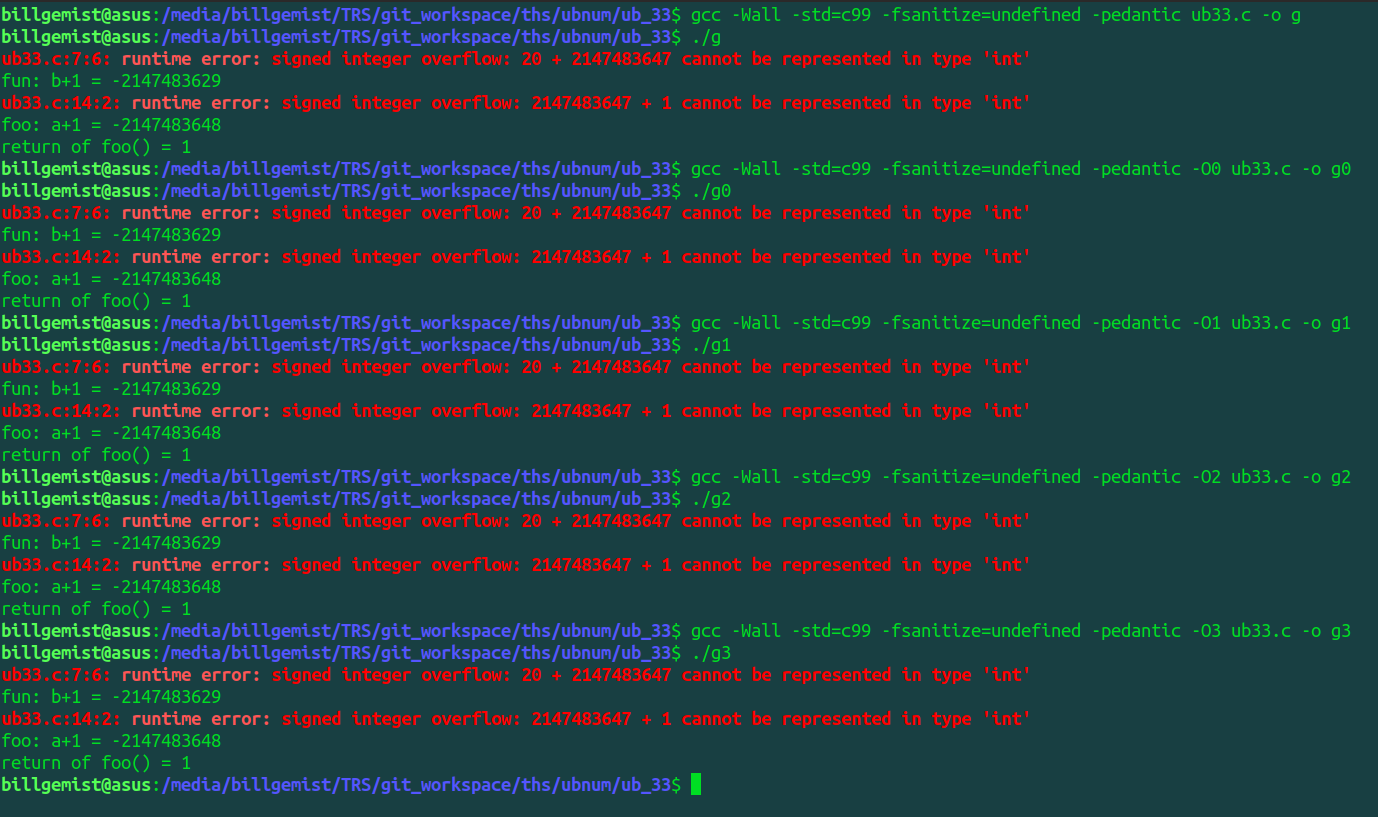 billgemist@asus:/media/billgemist/TRS/git_workspace/ths/ubnum/ub_33$ gcc -Wall -std=c99 -fsanitize=undefined -pedantic ub33.c -o g
billgemist@asus:/media/billgemist/TRS/git_workspace/ths/ubnum/ub_33$ ./g
ub33.c:7:6: runtime error: signed integer overflow: 20 + 2147483647 cannot be represented in type 'int'
fun: b+1 = -2147483629
ub33.c:14:2: runtime error: signed integer overflow: 2147483647 + 1 cannot be represented in type 'int'
foo: a+1 = -2147483648
return of foo() = 1
billgemist@asus:/media/billgemist/TRS/git_workspace/ths/ubnum/ub_33$ gcc -Wall -std=c99 -fsanitize=undefined -pedantic -O0 ub33.c -o g0
billgemist@asus:/media/billgemist/TRS/git_workspace/ths/ubnum/ub_33$ ./g0
ub33.c:7:6: runtime error: signed integer overflow: 20 + 2147483647 cannot be represented in type 'int'
fun: b+1 = -2147483629
ub33.c:14:2: runtime error: signed integer overflow: 2147483647 + 1 cannot be represented in type 'int'
foo: a+1 = -2147483648
return of foo() = 1
billgemist@asus:/media/billgemist/TRS/git_workspace/ths/ubnum/ub_33$ gcc -Wall -std=c99 -fsanitize=undefined -pedantic -O1 ub33.c -o g1
billgemist@asus:/media/billgemist/TRS/git_workspace/ths/ubnum/ub_33$ ./g1
ub33.c:7:6: runtime error: signed integer overflow: 20 + 2147483647 cannot be represented in type 'int'
fun: b+1 = -2147483629
ub33.c:14:2: runtime error: signed integer overflow: 2147483647 + 1 cannot be represented in type 'int'
foo: a+1 = -2147483648
return of foo() = 1
billgemist@asus:/media/billgemist/TRS/git_workspace/ths/ubnum/ub_33$ gcc -Wall -std=c99 -fsanitize=undefined -pedantic -O2 ub33.c -o g2
billgemist@asus:/media/billgemist/TRS/git_workspace/ths/ubnum/ub_33$ ./g2
ub33.c:7:6: runtime error: signed integer overflow: 20 + 2147483647 cannot be represented in type 'int'
fun: b+1 = -2147483629
ub33.c:14:2: runtime error: signed integer overflow: 2147483647 + 1 cannot be represented in type 'int'
foo: a+1 = -2147483648
return of foo() = 1
billgemist@asus:/media/billgemist/TRS/git_workspace/ths/ubnum/ub_33$ gcc -Wall -std=c99 -fsanitize=undefined -pedantic -O3 ub33.c -o g3
billgemist@asus:/media/billgemist/TRS/git_workspace/ths/ubnum/ub_33$ ./g3
ub33.c:7:6: runtime error: signed integer overflow: 20 + 2147483647 cannot be represented in type 'int'
fun: b+1 = -2147483629
ub33.c:14:2: runtime error: signed integer overflow: 2147483647 + 1 cannot be represented in type 'int'
foo: a+1 = -2147483648
return of foo() = 1
billgemist@asus:/media/billgemist/TRS/git_workspace/ths/ubnum/ub_33$